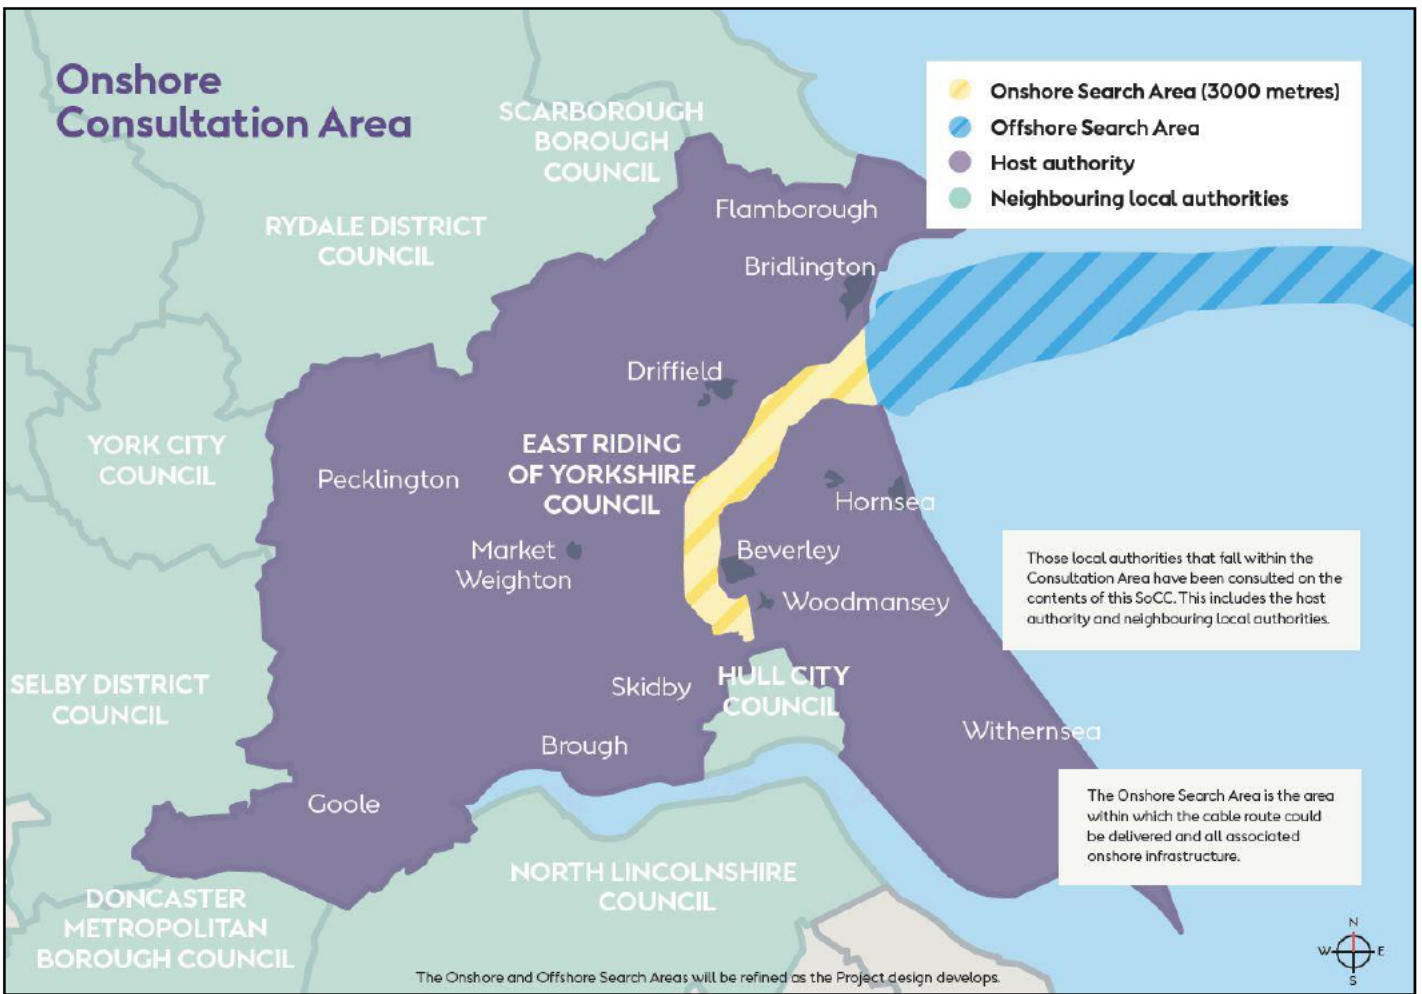 Onshore
Consultation Area
Onshore Search Area (3000 metres)
Offshore Search Area
Host authority
Neighbouring local authorities
SCARBOROUGH
BOROUGH
COUNCIL
Flamborough
RYDALE DISTRICT
COUNCIL
Bridlington
Driffield
YORK CITY
COUNCIL
EAST RIDING
OF YORKSHIRE
COUNCIL
Pecklington
Hornsea
Market
Weighton
Beverley
Woodmansey
Those local authorities that fall within the
Consultation Area have been consulted on the
contents of this SoCC. This includes the host
authority and neighbouring local authorities.
SELBY DISTRICT
COUNCIL
Skidby
HULL CITY
COUNCIL
Withernsea
Brough
Goole
The Onshore Search Area is the area
within which the cable route could
be delivered and all associated
onshore infrastructure.
NORTH LINCOLNSHIRE
COUNCIL
DONCASTER
METROPOLITAN
BOROUGH COUNCIL
N
W E
S
The Onshore and Offshore Search Areas will be refined as the Project design develops.